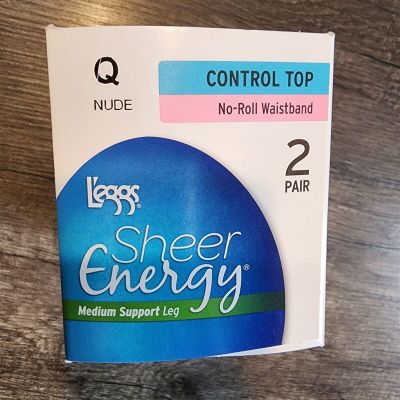 Q
NUDE
CONTROL TOP
No-Roll Waistband
2
PAIR
L'eggs®
Sheer
Energy®
Medium Support Leg